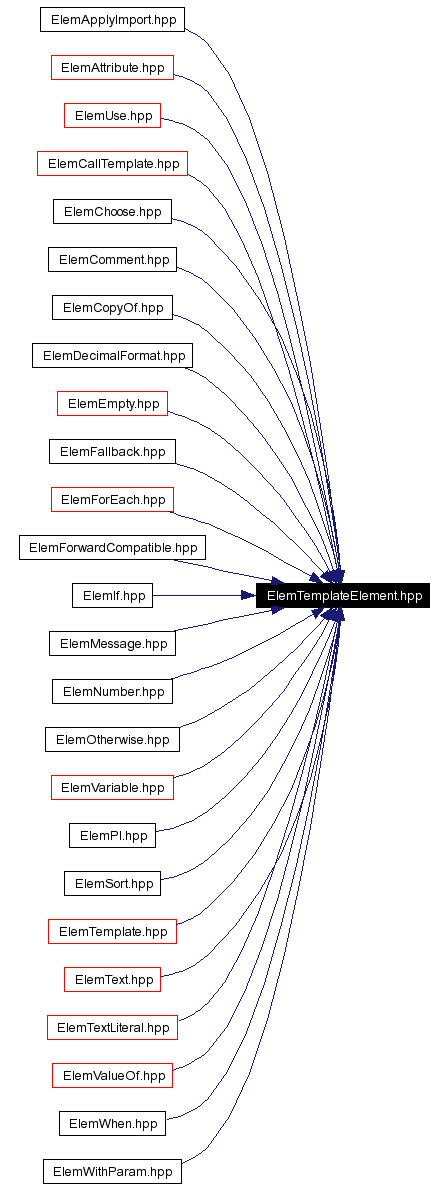 ElemApplyImport.hpp
ElemAttribute.hpp
ElemUse.hpp
ElemCallTemplate.hpp
ElemChoose.hpp
ElemComment.hpp
ElemCopyOf.hpp
ElemDecimalFormat.hpp
ElemEmpty.hpp
ElemFallback.hpp
ElemForEach.hpp
ElemForwardCompatible.hpp
ElemIf.hpp
ElemTemplateElement.hpp
ElemMessage.hpp
ElemNumber.hpp
ElemOtherwise.hpp
ElemVariable.hpp
ElemPI.hpp
ElemSort.hpp
ElemTemplate.hpp
ElemText.hpp
ElemTextLiteral.hpp
ElemValueOf.hpp
ElemWhen.hpp
ElemWithParam.hpp